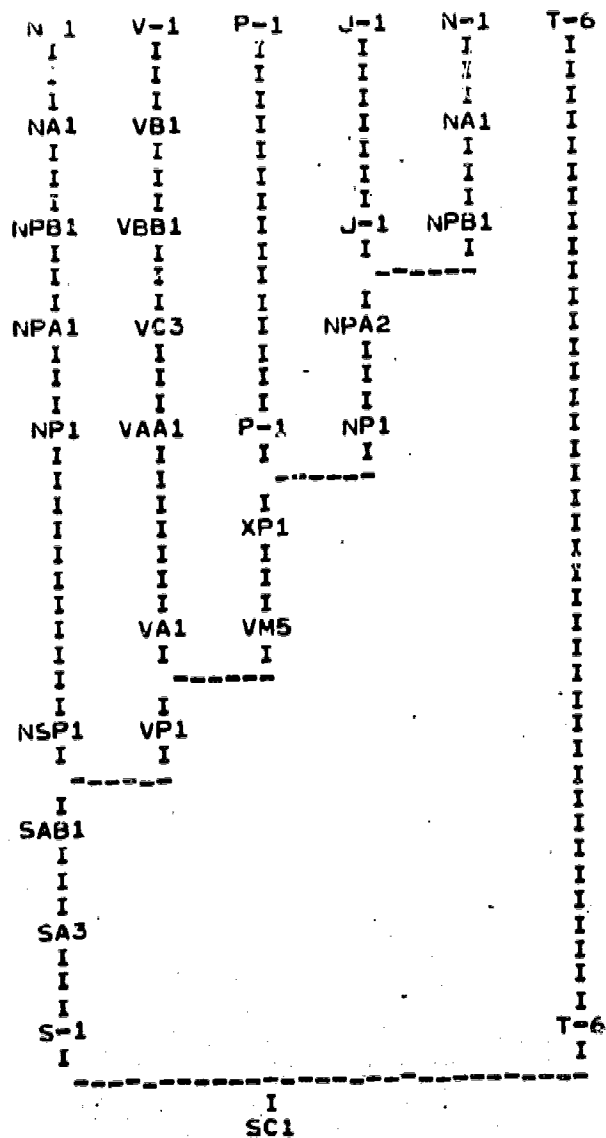 N 1 V-1 P-1 J-1 N-1 T-6
NA1 VB1 NA1
NPB1 VBB1 J-1 NPB1
NPA1 VC3 NPA2
NP1 VAA1 P-1 NP1
XP1
VA1 VM5
NSP1 VP1
SAB1
SA3
S-1 T-6
SC1